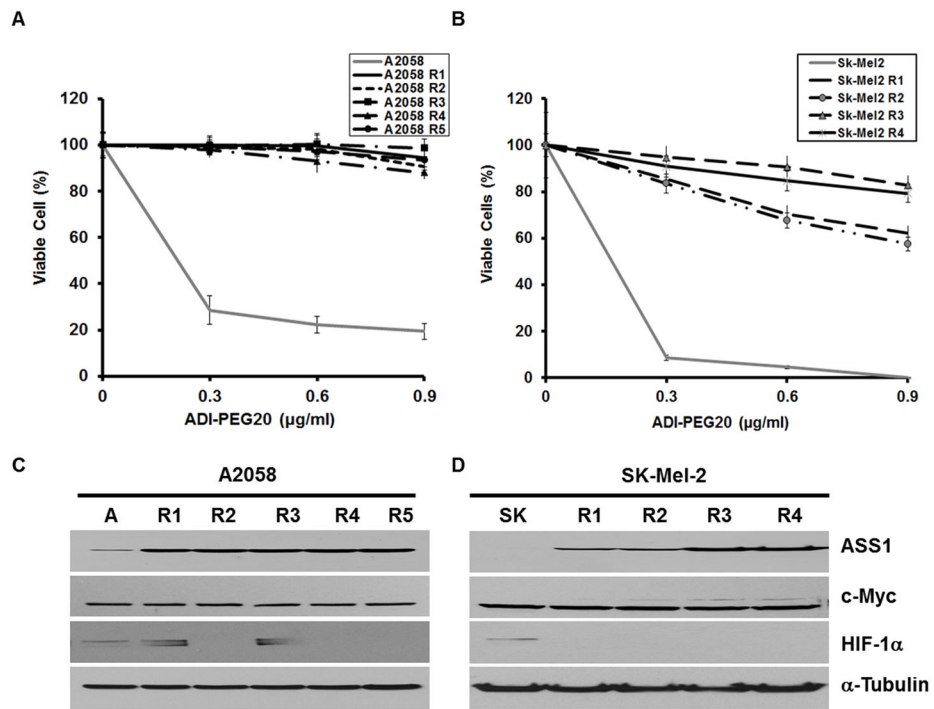 A
A2058
A2058 R1
A2058 R2
A2058 R3
A2058 R4
A2058 R5
120
100
80
60
40
20
0
Viable Cell (%)
0 0.3 0.6 0.9
ADI-PEG20 (µg/ml)
B
Sk-Mel2
Sk-Mel2 R1
Sk-Mel2 R2
Sk-Mel2 R3
Sk-Mel2 R4
120
100
80
60
40
20
0
Viable Cells (%)
0 0.3 0.6 0.9
ADI-PEG20 (µg/ml)
C
A2058
A R1 R2 R3 R4 R5
D
SK-Mel-2
SK R1 R2 R3 R4
ASS1
c-Myc
HIF-1α
α-Tubulin